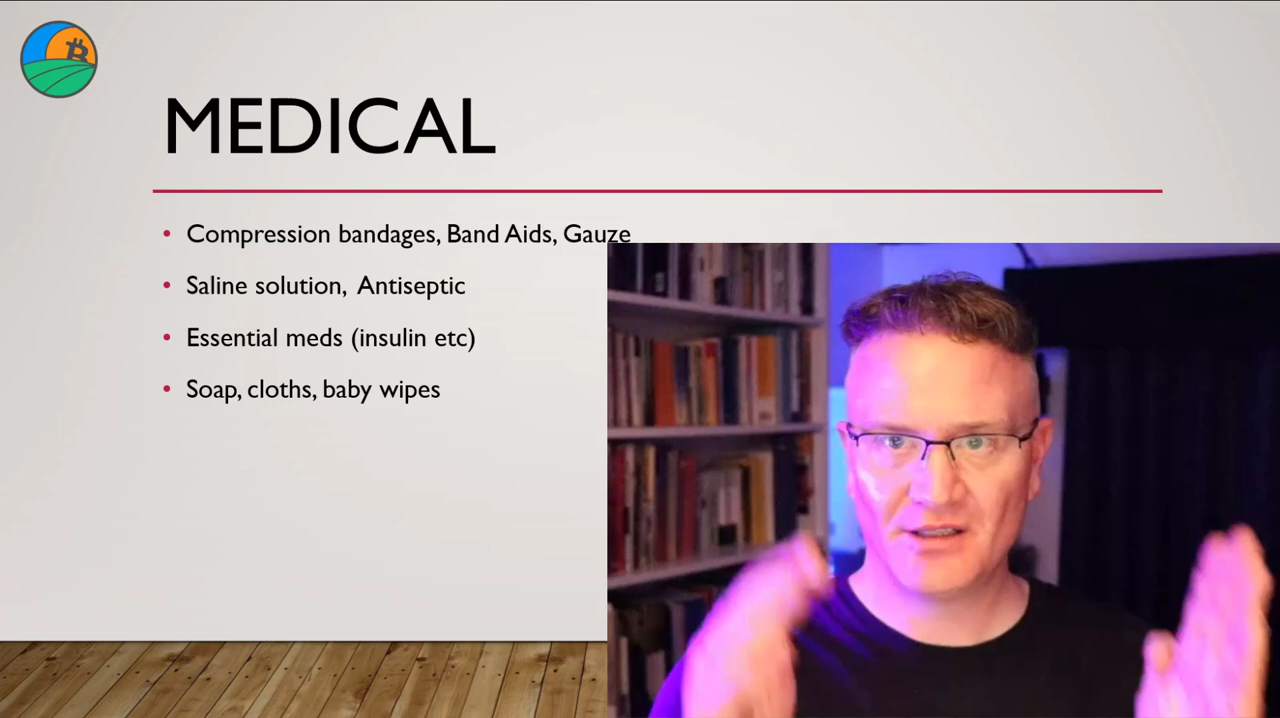 MEDICAL
• Compression bandages, Band Aids, Gauze
• Saline solution, Antiseptic
• Essential meds (insulin etc)
• Soap, cloths, baby wipes